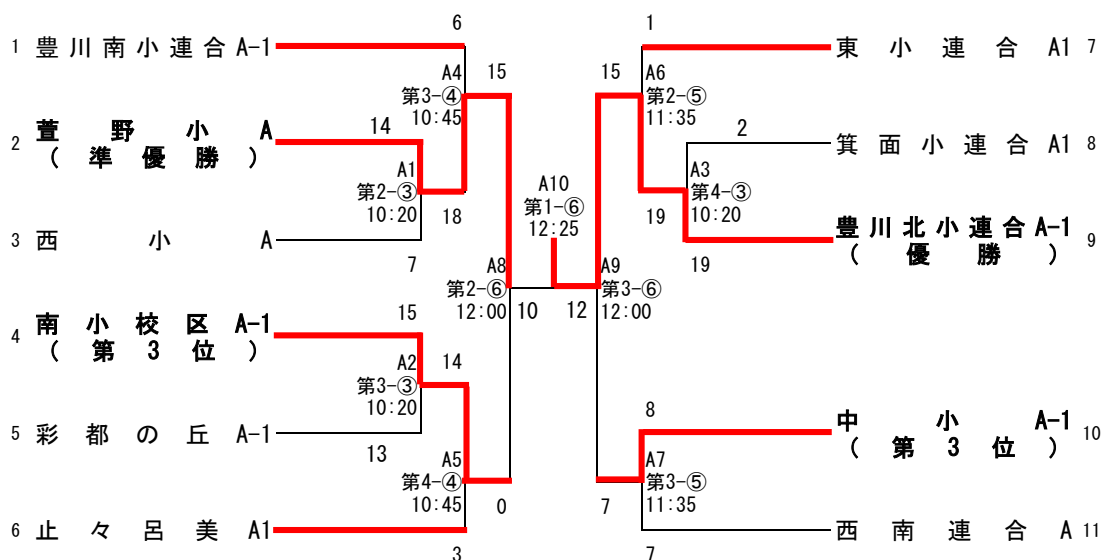 6
1 豊川南小連合 A-1
A4
第3-④
10:45
15
2 萱野小 A
(準優勝)
14
A1
第2-③
10:20
18
3 西小 A
7
A8
第2-⑥
12:00
10
4 南小校区 A-1
(第3位)
15
A2
第3-③
10:20
14
5 彩都の丘 A-1
13
A5
第4-④
10:45
0
6 止々呂美 A1
3
A10
第1-⑥
12:25
1
東小連合 A1 7
15
A6
第2-⑤
11:35
2
箕面小連合 A1 8
A3
第4-③
10:20
19
豊川北小連合 A-1 9
(優勝)
19
A9
第3-⑥
12:00
12
8
中小 A-1 10
(第3位)
A7
第3-⑤
11:35
7
西南連合 A 11
7